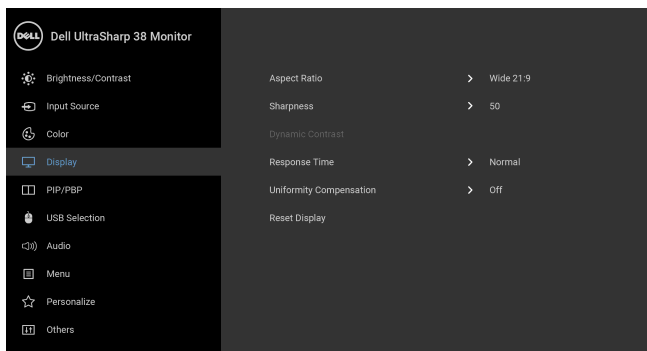 DELL Dell UltraSharp 38 Monitor
Brightness/Contrast
Aspect Ratio Wide 21:9
Input Source
Sharpness 50
Color
Dynamic Contrast
Display
Response Time Normal
PIP/PBP
Uniformity Compensation Off
USB Selection
Reset Display
Audio
Menu
Personalize
Others